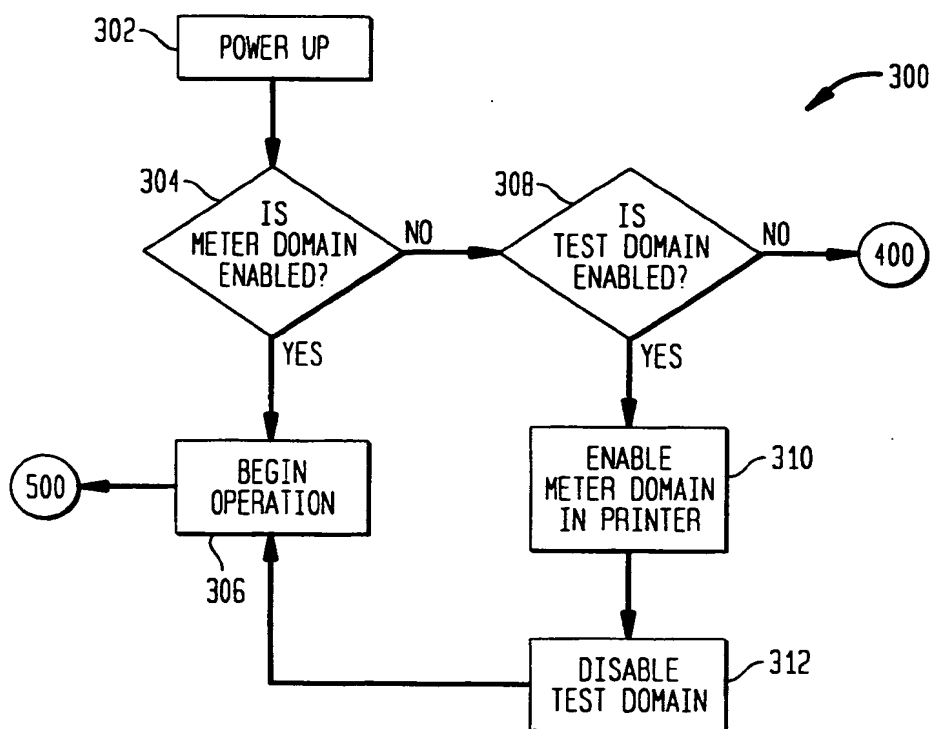 302
POWER UP
300
304
IS
METER DOMAIN
ENABLED?
NO
308
IS
TEST DOMAIN
ENABLED?
NO
400
YES
YES
500
BEGIN
OPERATION
306
ENABLE
METER DOMAIN
IN PRINTER
310
DISABLE
TEST DOMAIN
312